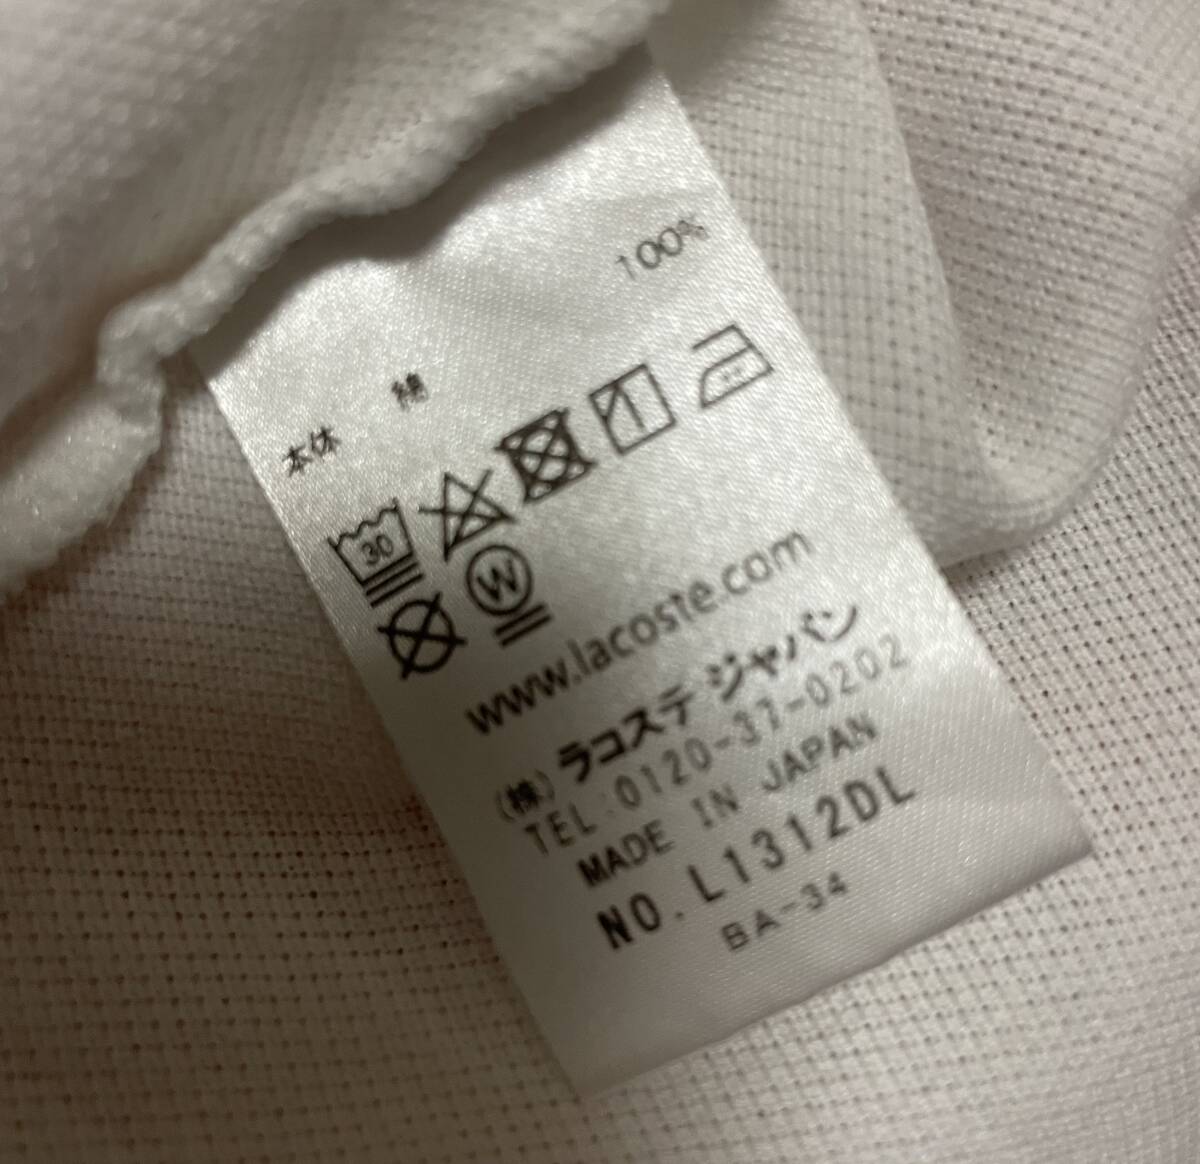 本体 綿 100%
30
W
www.lacoste.com
(株) ラコステ ジャパン
TEL:0120-37-0202
MADE IN JAPAN
NO. L1312DL
BA-34